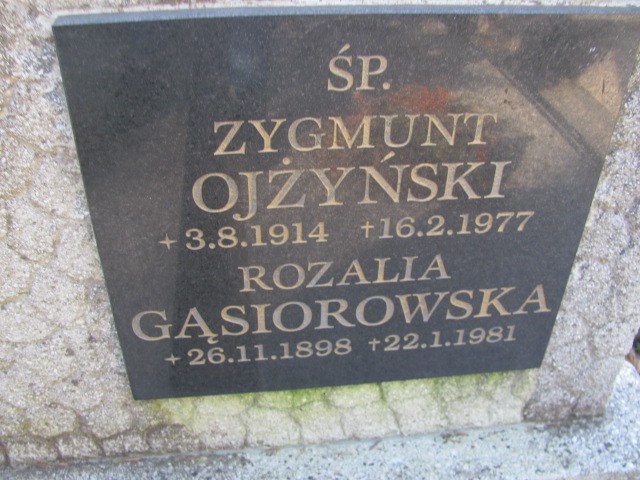 ŚP.
ZYGMUNT
OJŻYŃSKI
+ 3.8.1914 †16.2.1977
ROZALIA
GĄSIOROWSKA
+ 26.11.1898 †22.1.1981